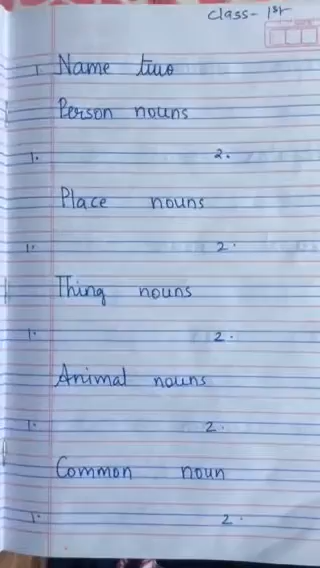 Class- 1st
1 Name two
Person nouns
1. 2.
Place nouns
1. 2.
Thing nouns
1. 2.
Animal nouns
1. 2.
Common noun
1. 2.